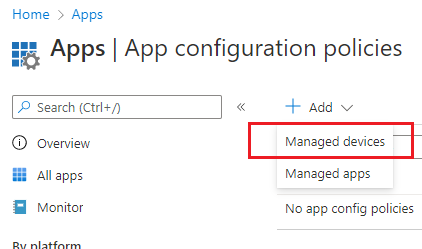 Home > Apps
Apps | App configuration policies
Search (Ctrl+/)
«
+ Add
Overview
Managed devices
All apps
Managed apps
Monitor
No app config policies
By platform